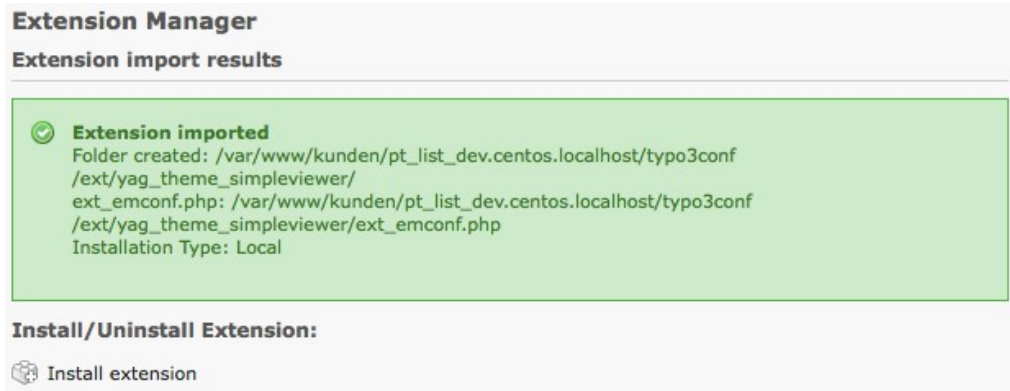 Extension Manager
Extension import results
Extension imported
Folder created: /var/www/kunden/pt_list_dev.centos.localhost/typo3conf
/ext/yag_theme_simpleviewer/
ext_emconf.php: /var/www/kunden/pt_list_dev.centos.localhost/typo3conf
/ext/yag_theme_simpleviewer/ext_emconf.php
Installation Type: Local
Install/Uninstall Extension:
Install extension